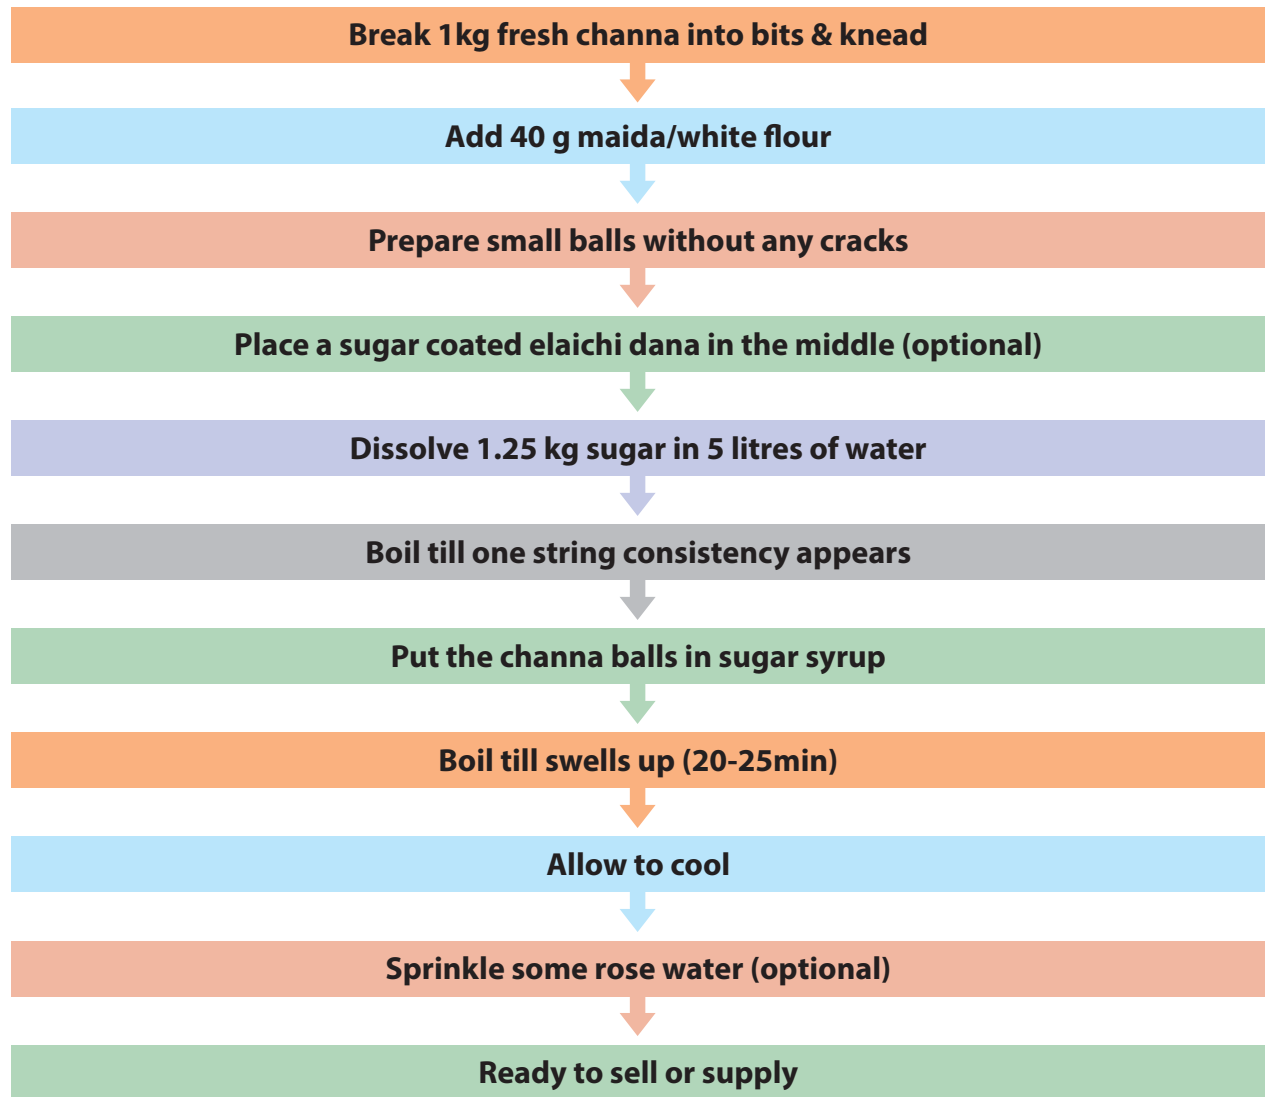 Break 1kg fresh channa into bits & knead
Add 40 g maida/white flour
Prepare small balls without any cracks
Place a sugar coated elaichi dana in the middle (optional)
Dissolve 1.25 kg sugar in 5 litres of water
Boil till one string consistency appears
Put the channa balls in sugar syrup
Boil till swells up (20-25min)
Allow to cool
Sprinkle some rose water (optional)
Ready to sell or supply